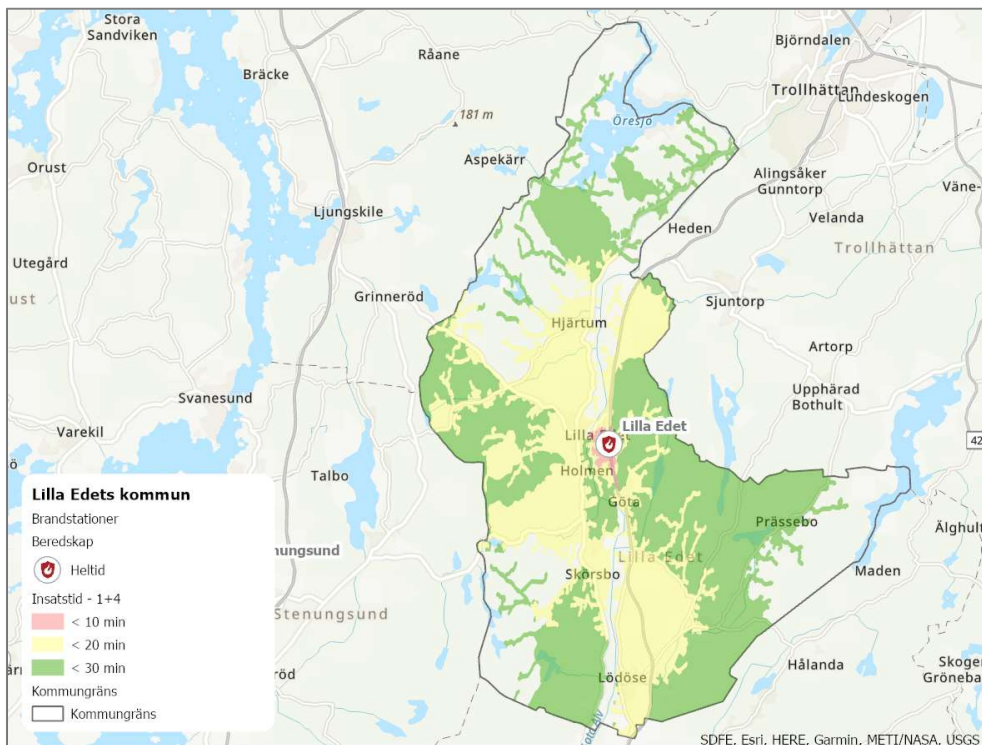 Stora
Sandviken
Råane
Björndalen
Bräcke
Trollhättan
Lundeskogen
181 m
Öresjö
Aspekärr
Orust
Alingsåker
Gunntorp
Väne-
Ljungskile
Velanda
Heden
Trollhättan
Utegård
ust
Grinneröd
Sjuntorp
Hjärtum
Artorp
Svanesund
Upphärad
Bothult
Varekil
Lilla Edet
Lilla Edet
42
Holmen
Talbo
Göta
Prässebo
Älghult
Lilla Edets kommun
Brandstationer
Beredskap
Heltid
Insatstid - 1+4
< 10 min
< 20 min
< 30 min
Kommungräns
Kommungräns
nungsund
Lilla Edet
Skörsbo
Maden
Stenungsund
Hålanda
Skogen
Gröneba
röd
Lödöse
SDFE, Esri, HERE, Garmin, METI/NASA, USGS